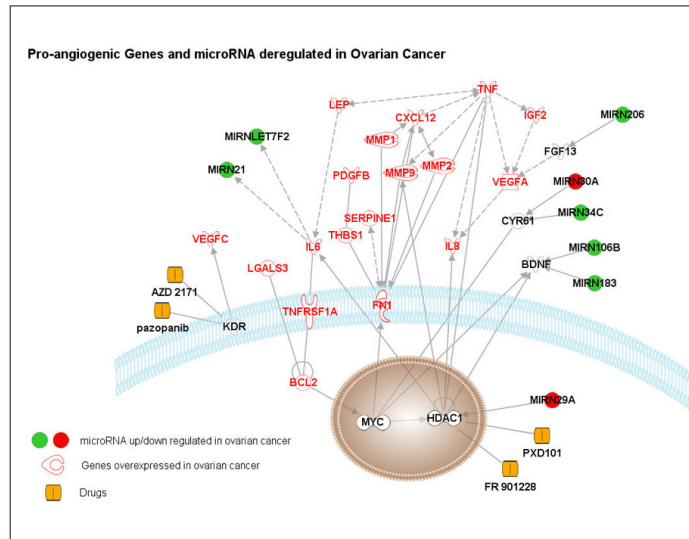 Pro-angiogenic Genes and microRNA deregulated in Ovarian Cancer
TNF
LEP
MIRN206
IGF2
CXCL12
MIRNLET7F2
MMP1
FGF13
MIRN21
MMP2
MMP9
PDGFB
VEGFA
MIRN30A
MIRN34C
SERPINE1
CYR61
THBS1
VEGFC
IL6
IL8
MIRN106B
LGALS3
BDNF
MIRN183
AZD 2171
FN1
TNFRSF1A
pazopanib
KDR
BCL2
MIRN29A
MYC
HDAC1
microRNA up/down regulated in ovarian cancer
PXD101
Genes overexpressed in ovarian cancer
FR 901228
Drugs